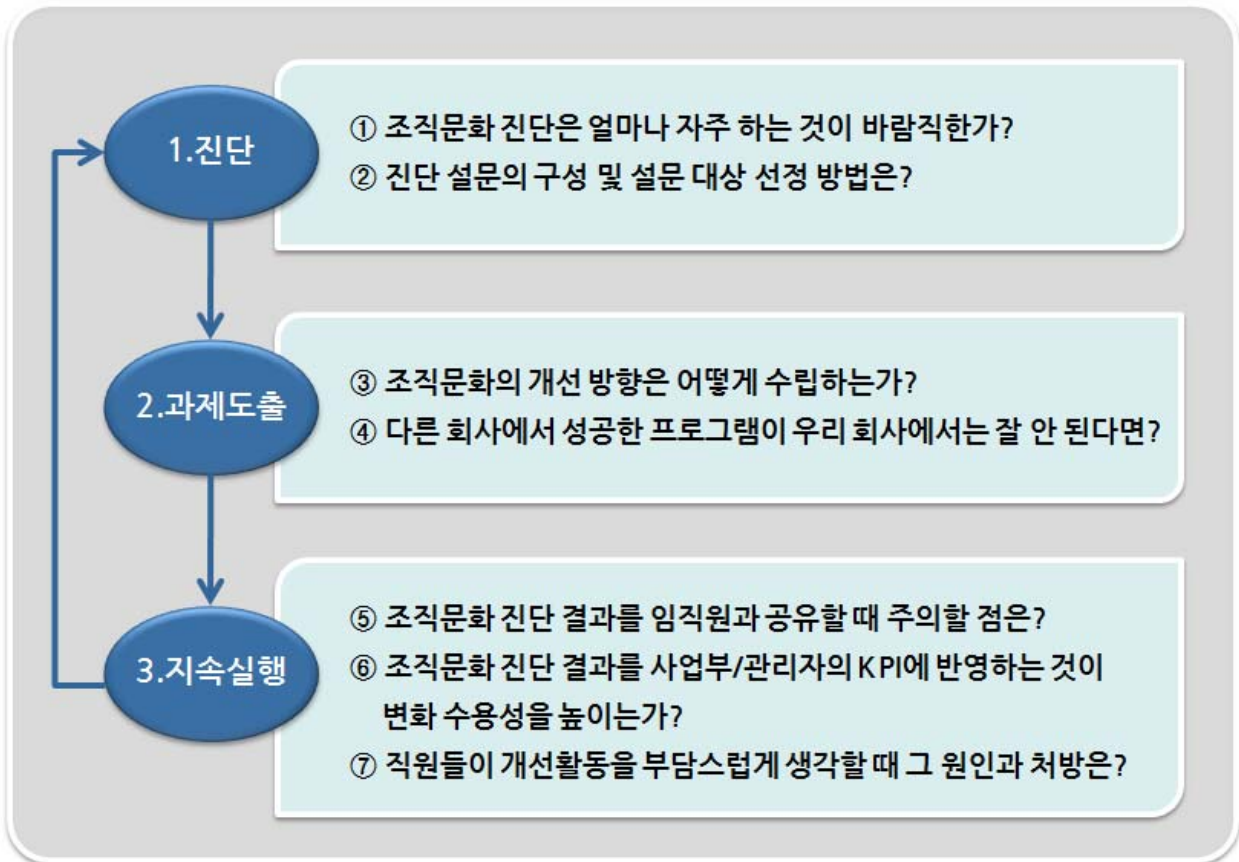 1.진단
① 조직문화 진단은 얼마나 자주 하는 것이 바람직한가?
② 진단 설문의 구성 및 설문 대상 선정 방법은?
2.과제도출
③ 조직문화의 개선 방향은 어떻게 수립하는가?
④ 다른 회사에서 성공한 프로그램이 우리 회사에서는 잘 안 된다면?
3.지속실행
⑤ 조직문화 진단 결과를 임직원과 공유할 때 주의할 점은?
⑥ 조직문화 진단 결과를 사업부/관리자의 KPI에 반영하는 것이
변화 수용성을 높이는가?
⑦ 직원들이 개선활동을 부담스럽게 생각할 때 그 원인과 처방은?